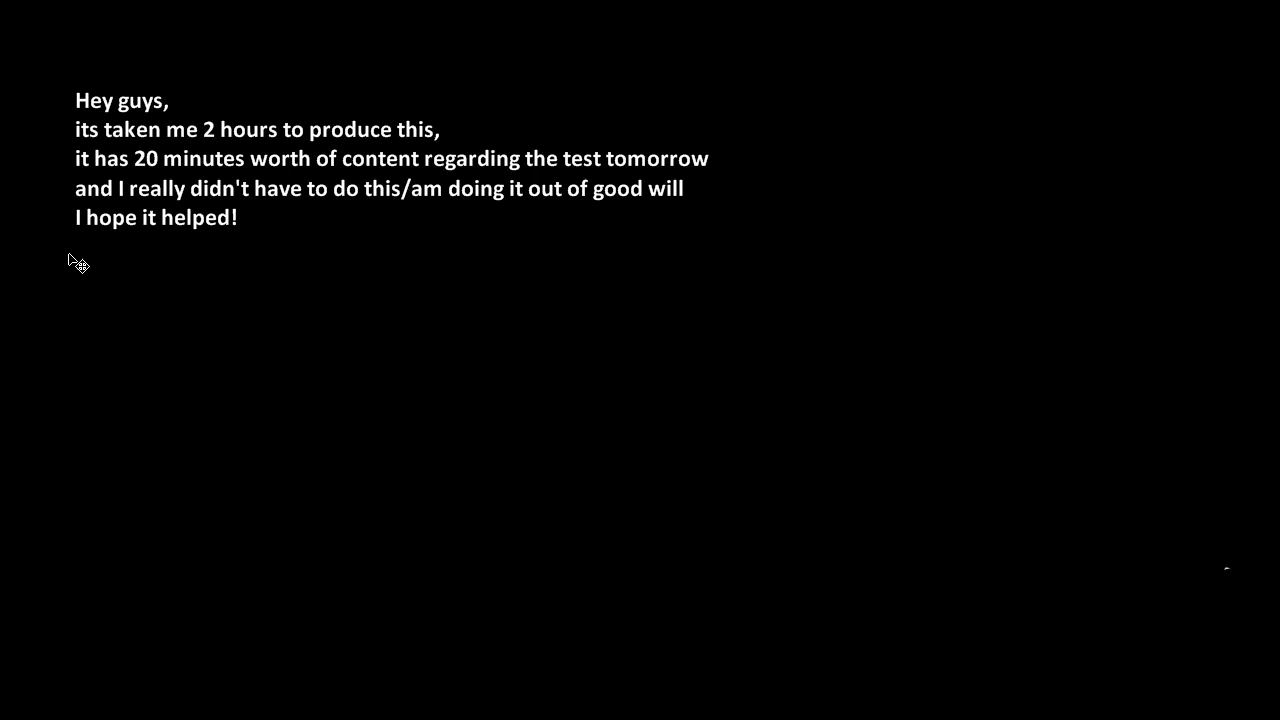 Hey guys,
its taken me 2 hours to produce this,
it has 20 minutes worth of content regarding the test tomorrow
and I really didn't have to do this/am doing it out of good will
I hope it helped!